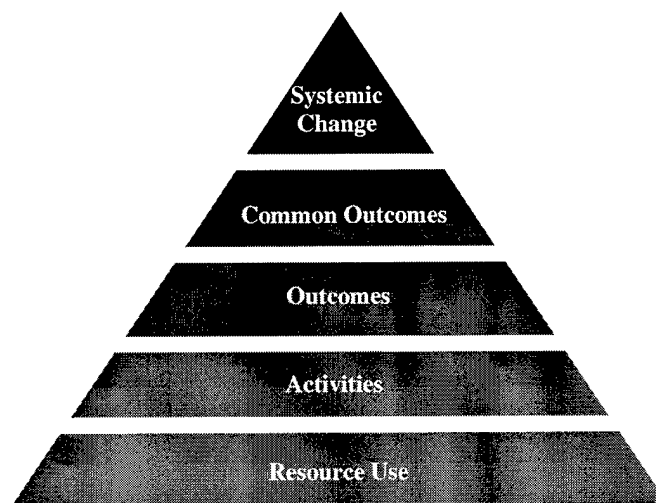 Systemic
Change
Common Outcomes
Outcomes
Activities
Resource Use